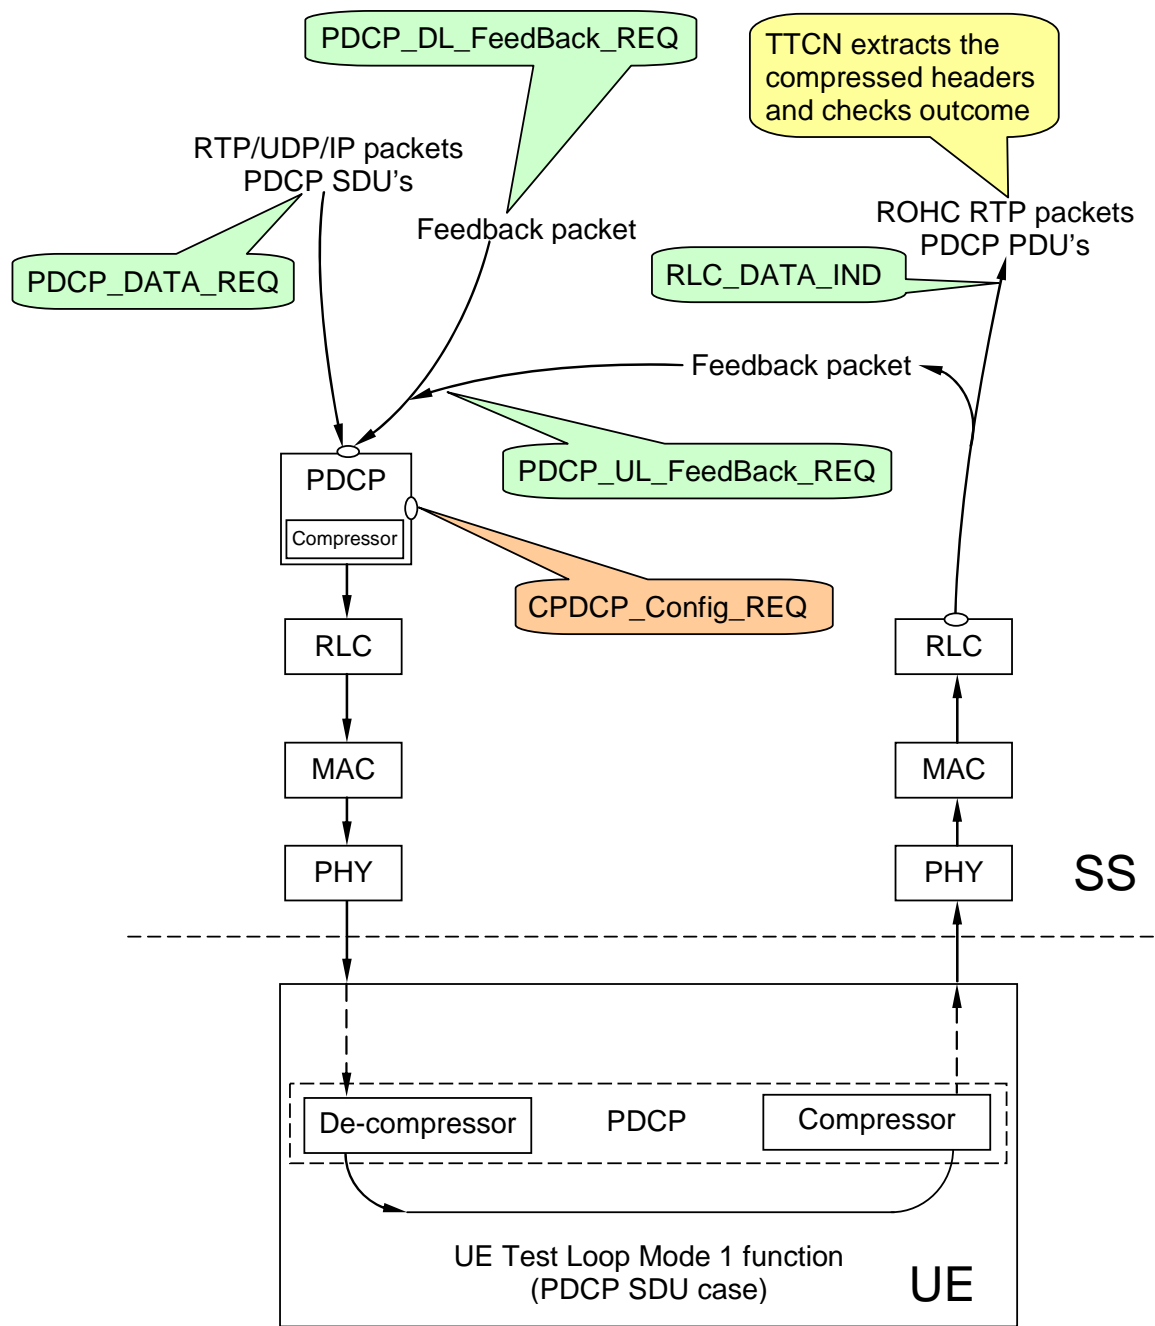 PDCP_DL_FeedBack_REQ
TTCN extracts the
compressed headers
and checks outcome
RTP/UDP/IP packets
PDCP SDU's
Feedback packet
ROHC RTP packets
PDCP PDU's
PDCP_DATA_REQ
RLC_DATA_IND
Feedback packet
PDCP
PDCP_UL_FeedBack_REQ
Compressor
CPDCP_Config_REQ
RLC
RLC
MAC
MAC
PHY
PHY
SS
De-compressor
PDCP
Compressor
UE Test Loop Mode 1 function
(PDCP SDU case)
UE